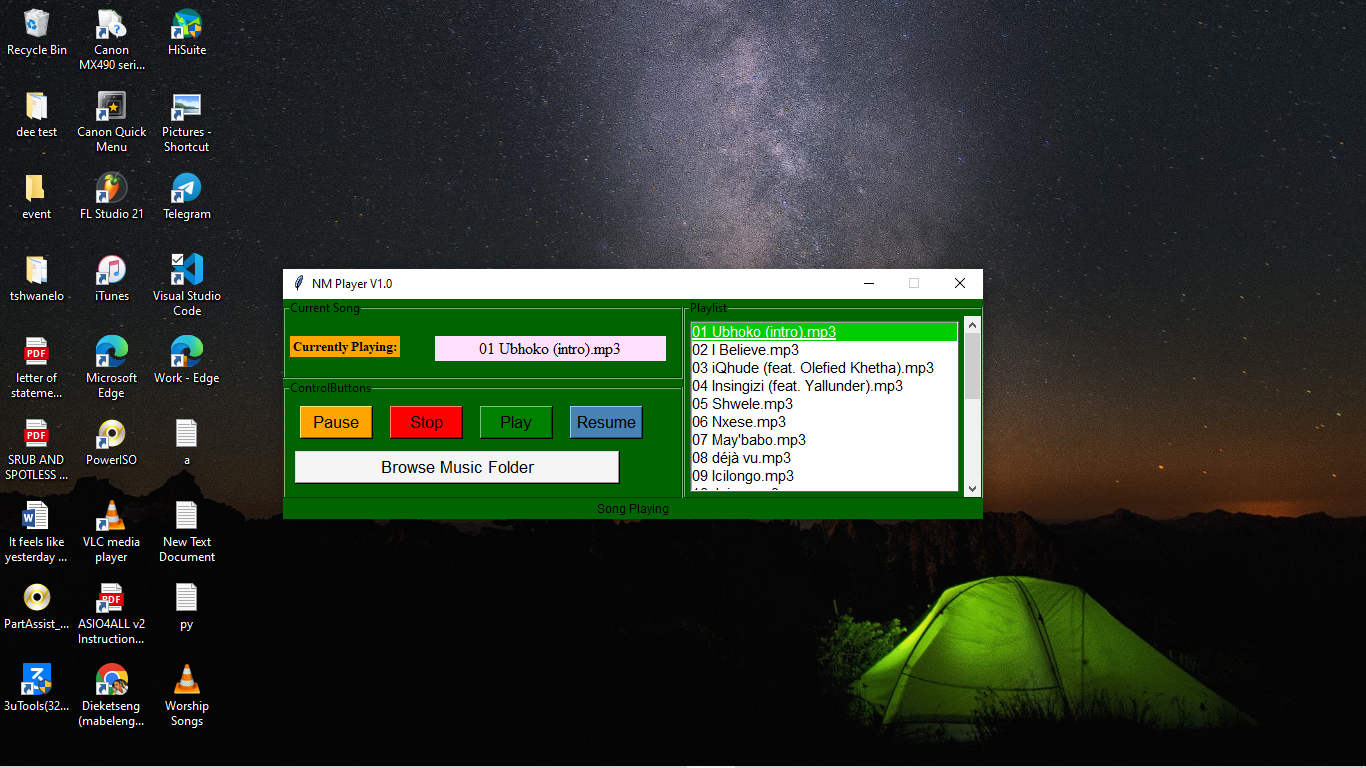 Recycle Bin
Canon
MX490 seri...
HiSuite
dee test
Canon Quick
Menu
Pictures -
Shortcut
event
FL Studio 21
Telegram
tshwanelo
iTunes
Visual Studio
Code
letter of
stateme...
Microsoft
Edge
Work - Edge
SRUB AND
SPOTLESS ...
PowerISO
a
It feels like
yesterday ...
VLC media
player
New Text
Document
PartAssist_...
ASIO4ALL v2
Instruction...
py
3uTools(32...
Dieketseng
(mabeleng...
Worship
Songs
NM Player V1.0
Current Song
Currently Playing:
01 Ubhoko (intro).mp3
ControlButtons
Pause
Stop
Play
Resume
Browse Music Folder
Playlist
01 Ubhoko (intro).mp3
02 I Believe.mp3
03 iQhude (feat. Olefied Khetha).mp3
04 Insingizi (feat. Yallunder).mp3
05 Shwele.mp3
06 Nxese.mp3
07 May'babo.mp3
08 déjà vu.mp3
09 Icilongo.mp3
Song Playing